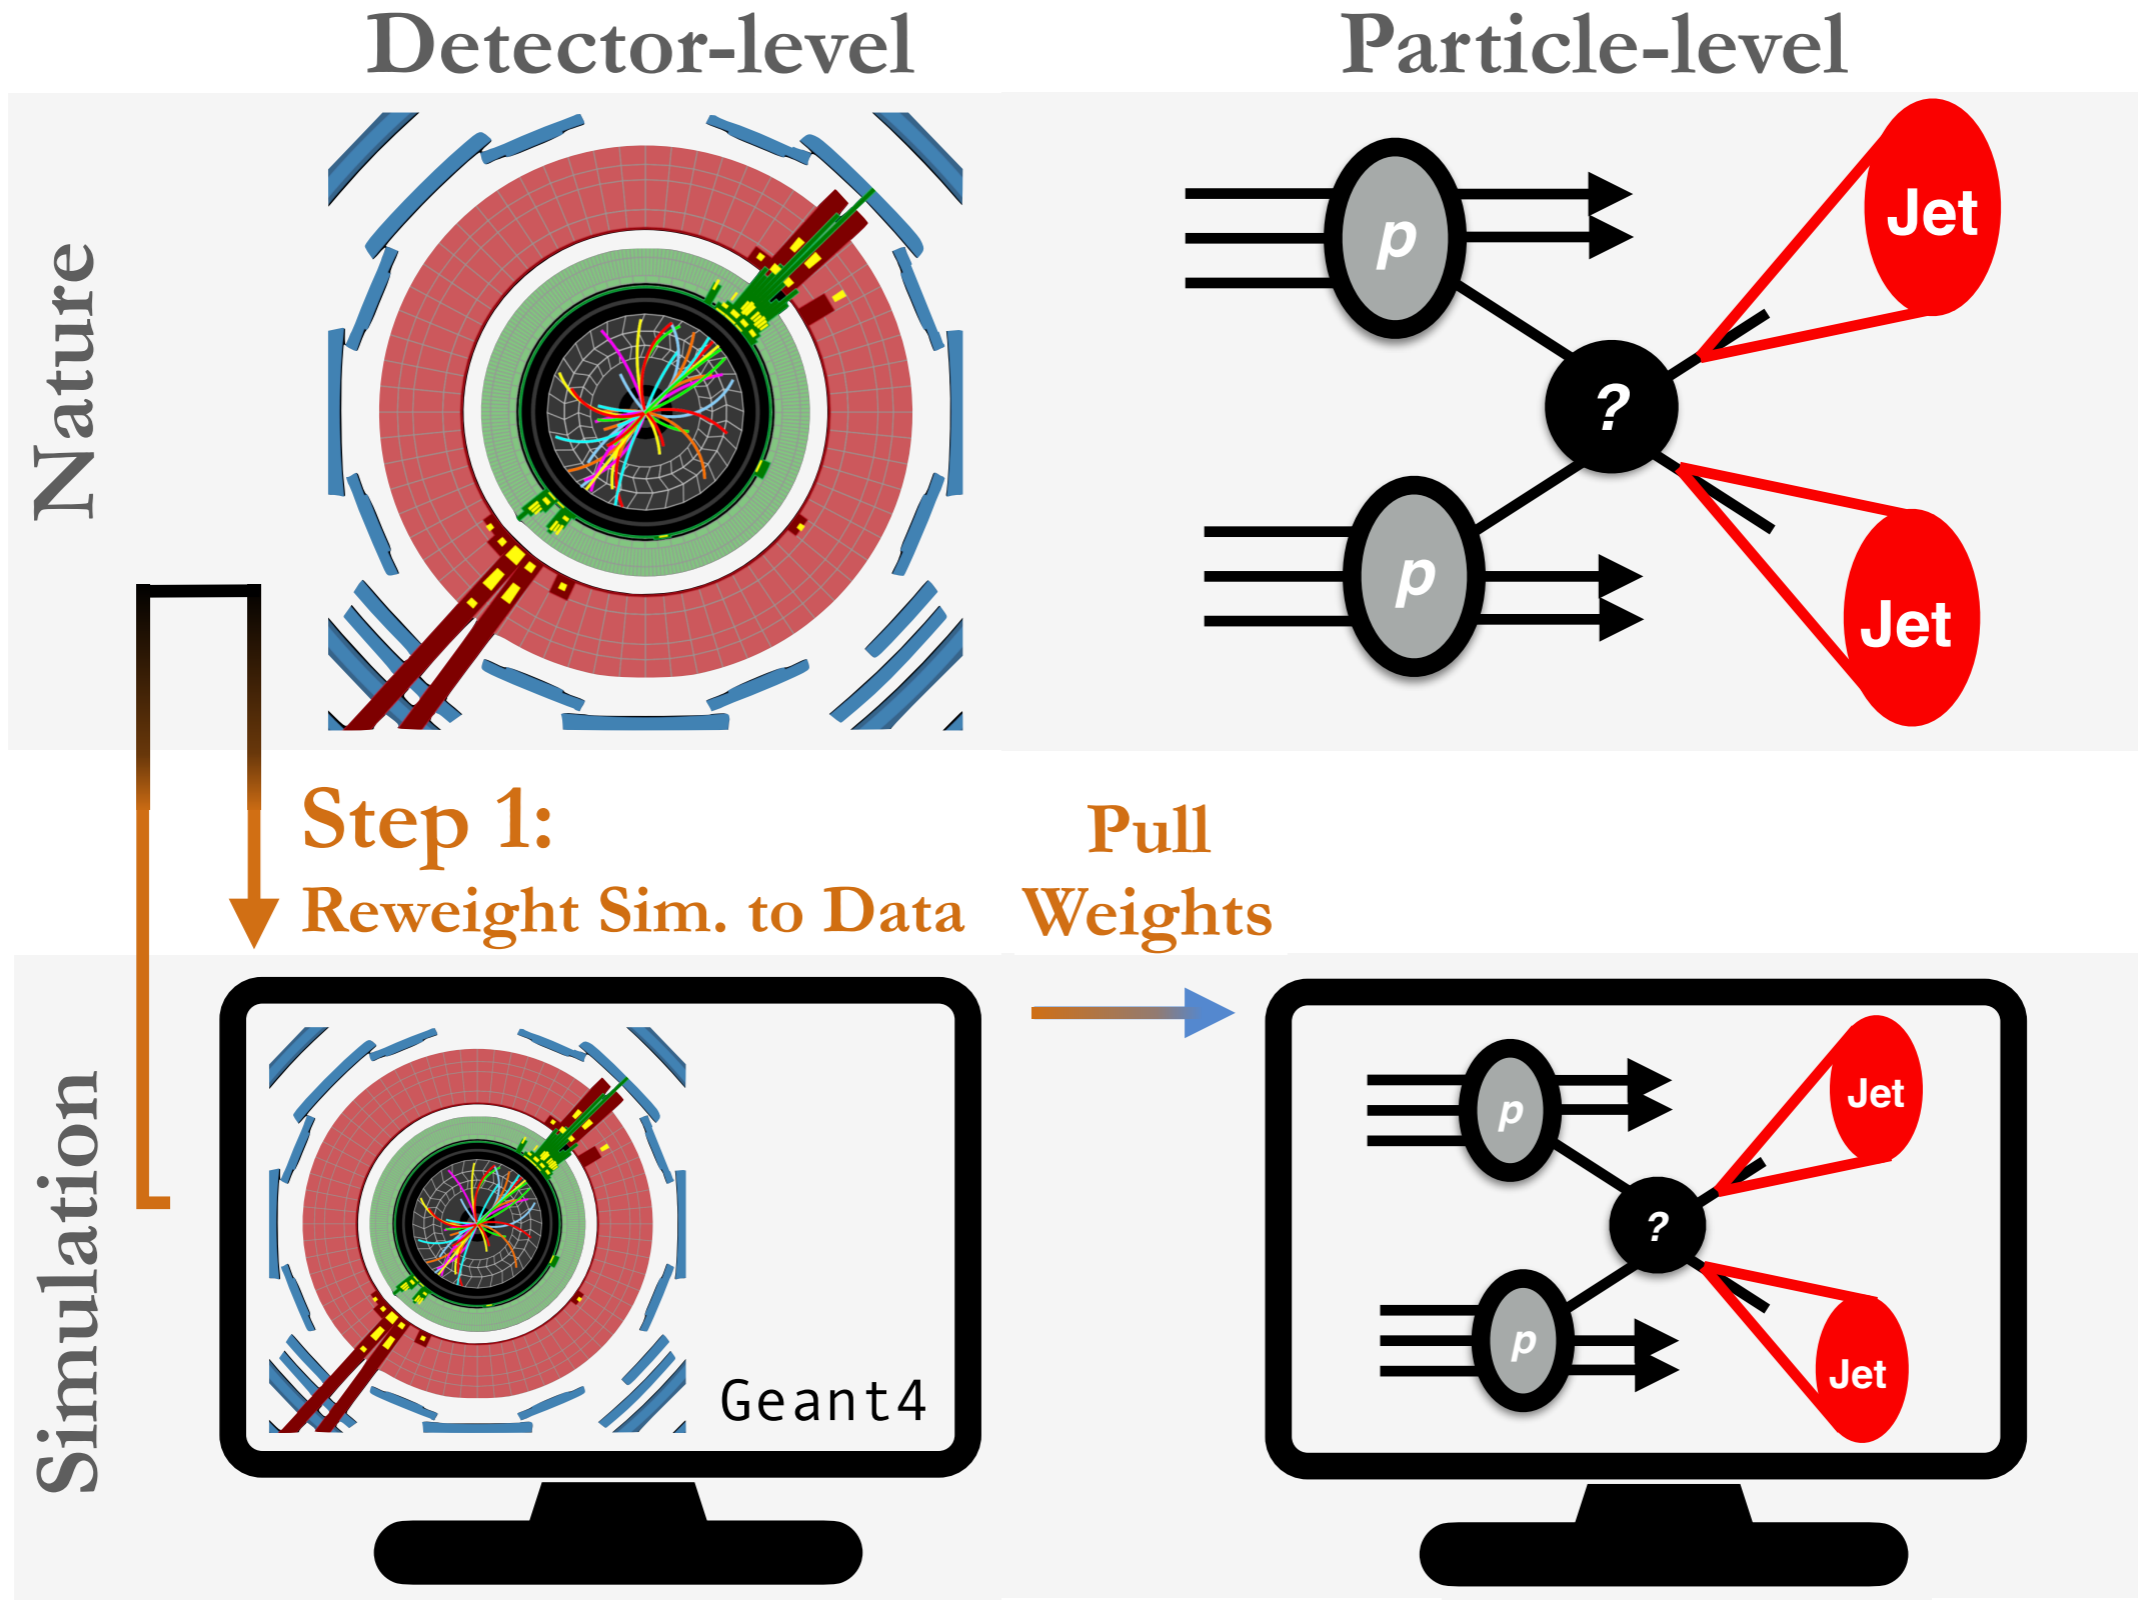 Detector-level
Particle-level
Nature
p
Jet
?
p
Jet
Step 1:
Reweight Sim. to Data
Pull
Weights
Simulation
Geant4
p
Jet
?
p
Jet